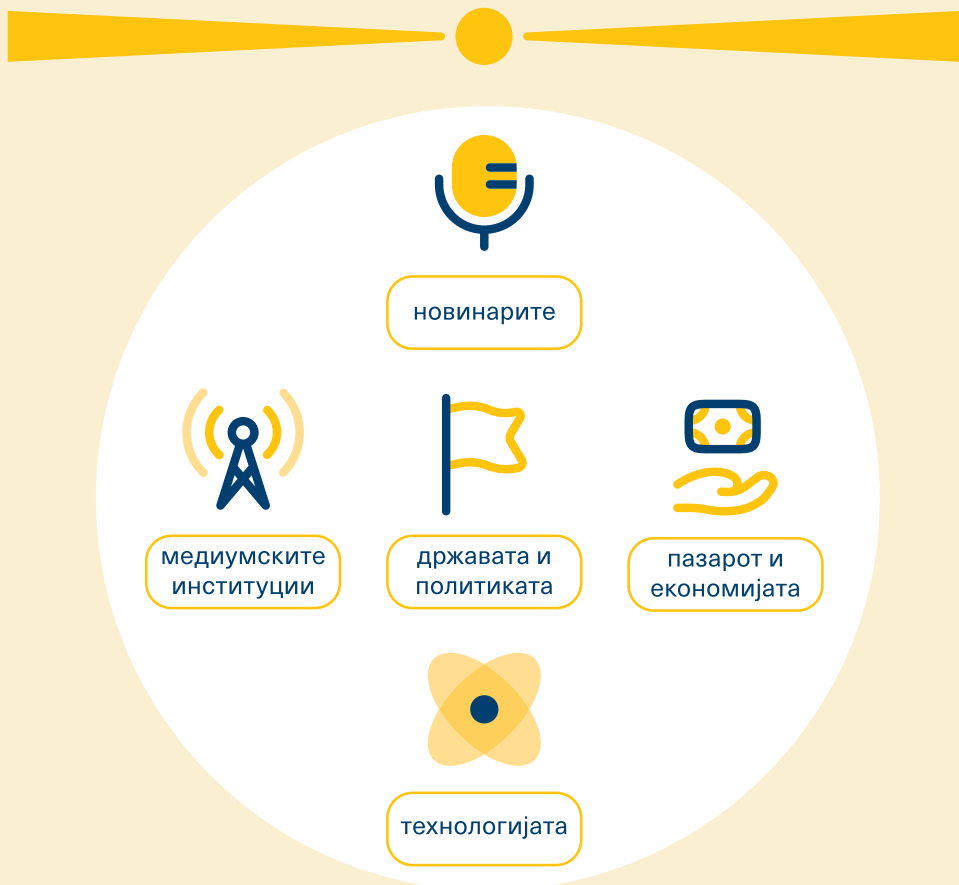 новинарите
медиумските
институции
државата и
политиката
пазарот и
економијата
технологијата